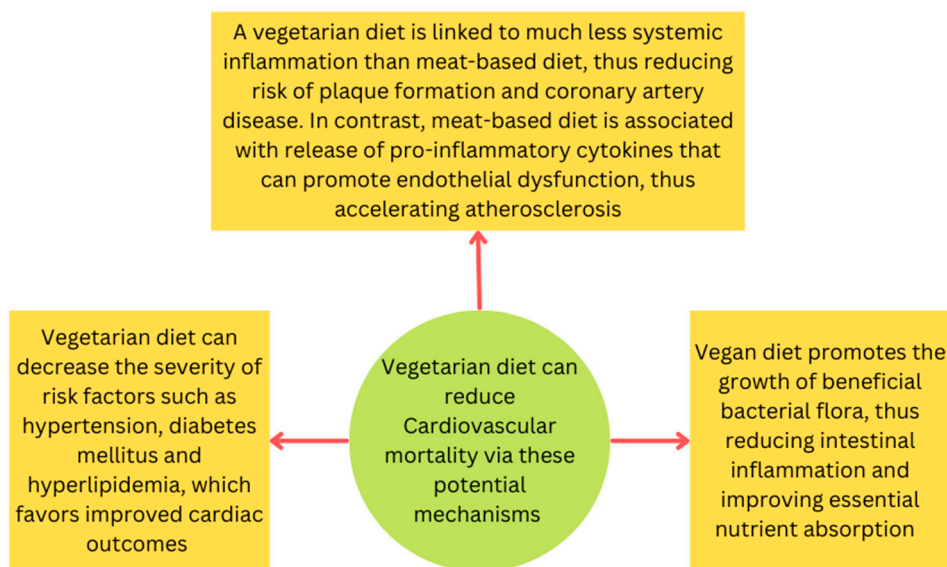 A vegetarian diet is linked to much less systemic
inflammation than meat-based diet, thus reducing
risk of plaque formation and coronary artery
disease. In contrast, meat-based diet is associated
with release of pro-inflammatory cytokines that
can promote endothelial dysfunction, thus
accelerating atherosclerosis
Vegetarian diet can
decrease the severity of
risk factors such as
hypertension, diabetes
mellitus and
hyperlipidemia, which
favors improved cardiac
outcomes
Vegetarian diet can
reduce
Cardiovascular
mortality via these
potential
mechanisms
Vegan diet promotes the
growth of beneficial
bacterial flora, thus
reducing intestinal
inflammation and
improving essential
nutrient absorption